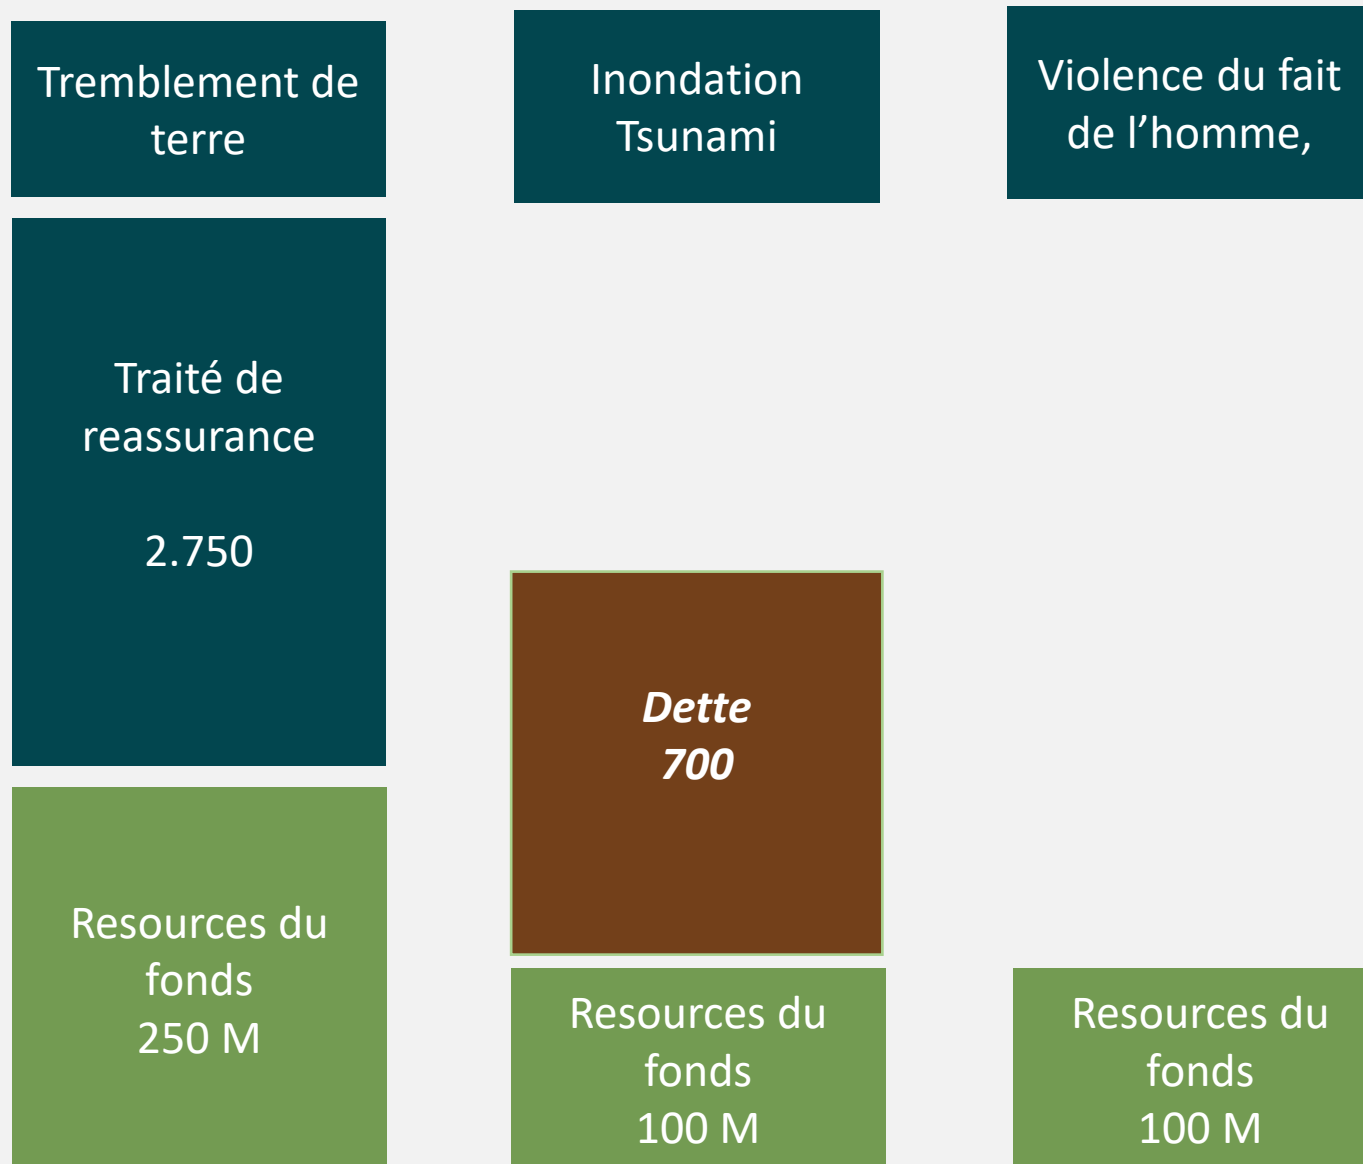 Tremblement de
terre
Inondation
Tsunami
Violence du fait
de l’homme,
Traité de
reassurance
2.750
Dette
700
Resources du
fonds
250 M
Resources du
fonds
100 M
Resources du
fonds
100 M